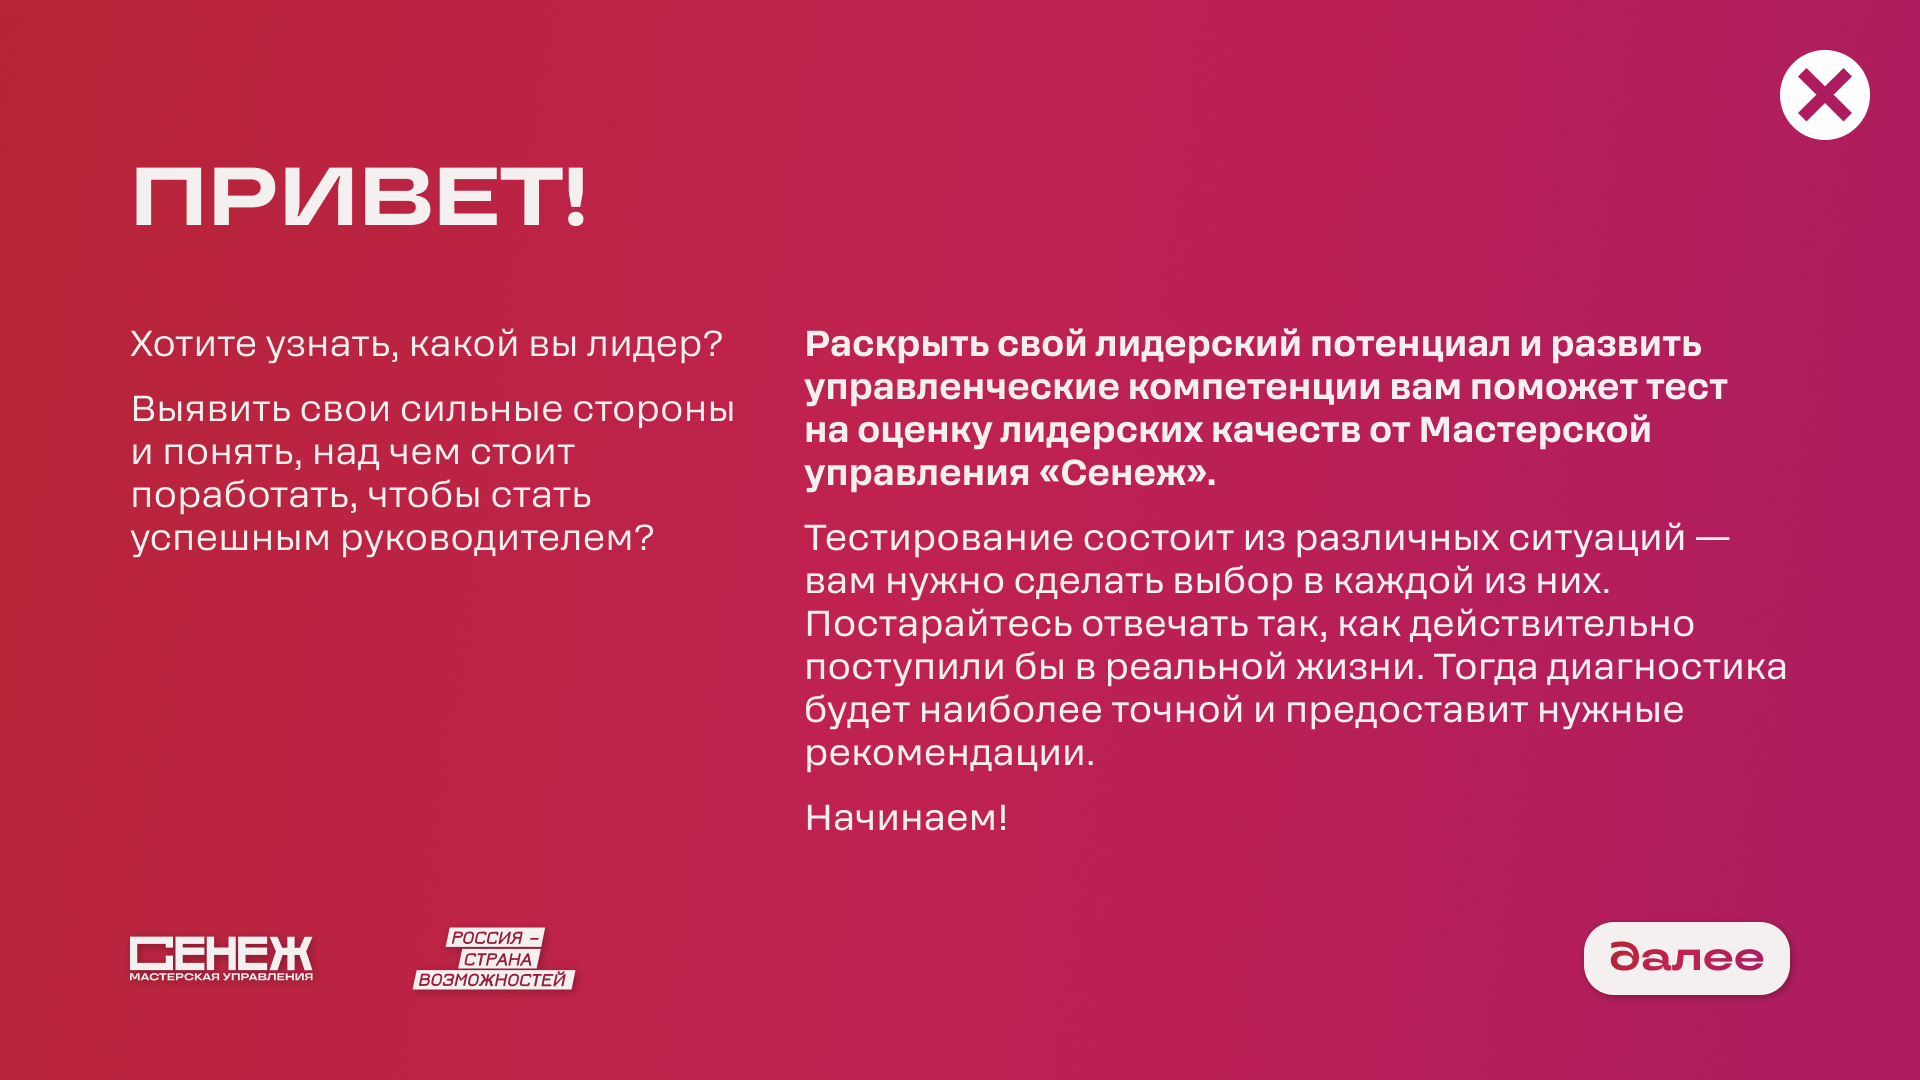 ПРИВЕТ!
Хотите узнать, какой вы лидер?
Выявить свои сильные стороны
и понять, над чем стоит
поработать, чтобы стать
успешным руководителем?
Раскрыть свой лидерский потенциал и развить
управленческие компетенции вам поможет тест
на оценку лидерских качеств от Мастерской
управления «Сенеж».
Тестирование состоит из различных ситуаций —
вам нужно сделать выбор в каждой из них.
Постарайтесь отвечать так, как действительно
поступили бы в реальной жизни. Тогда диагностика
будет наиболее точной и предоставит нужные
рекомендации.
Начинаем!
СЕНЕЖ
МАСТЕРСКАЯ УПРАВЛЕНИЯ
РОССИЯ –
СТРАНА
ВОЗМОЖНОСТЕЙ
далее